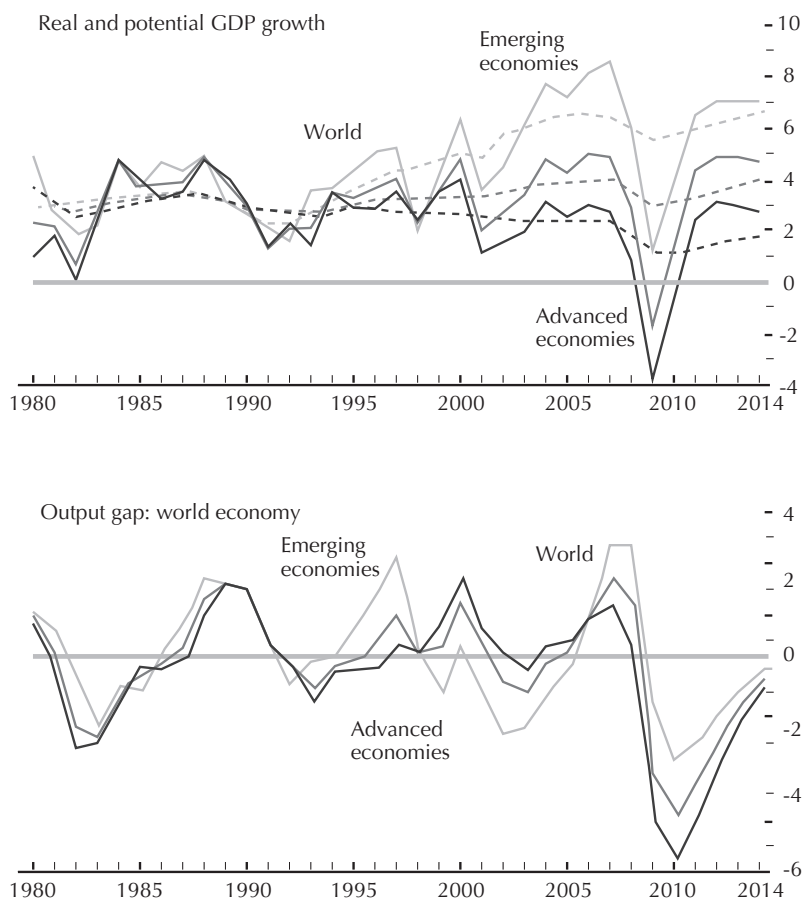 Real and potential GDP growth
10
Emerging
economies
8
World
6
4
2
0
Advanced
economies
-2
-4
1980 1985 1990 1995 2000 2005 2010 2014
Output gap: world economy
4
Emerging
economies
World
2
0
Advanced
economies
-2
-4
-6
1980 1985 1990 1995 2000 2005 2010 2014